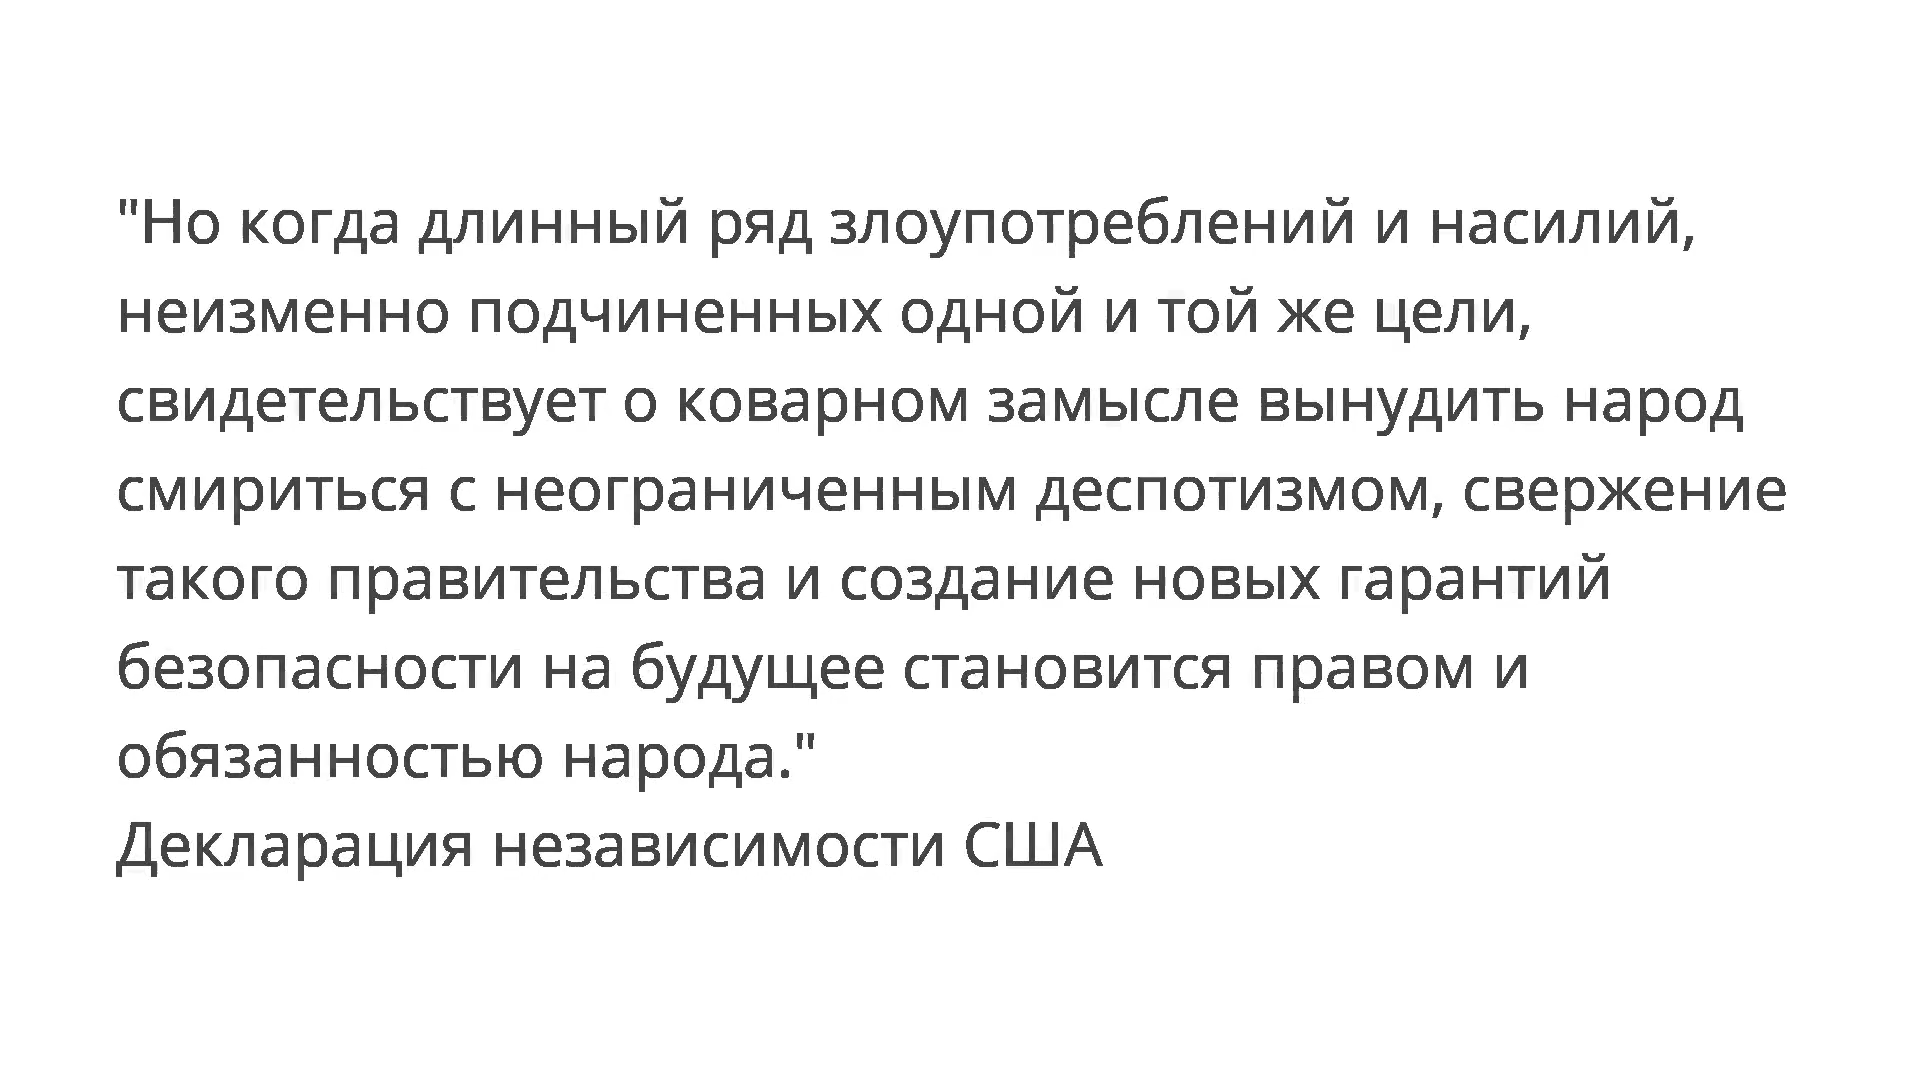 "Но когда длинный ряд злоупотреблений и насилий,
неизменно подчиненных одной и той же цели,
свидетельствует о коварном замысле вынудить народ
смириться с неограниченным деспотизмом, свержение
такого правительства и создание новых гарантий
безопасности на будущее становится правом и
обязанностью народа."
Декларация независимости США